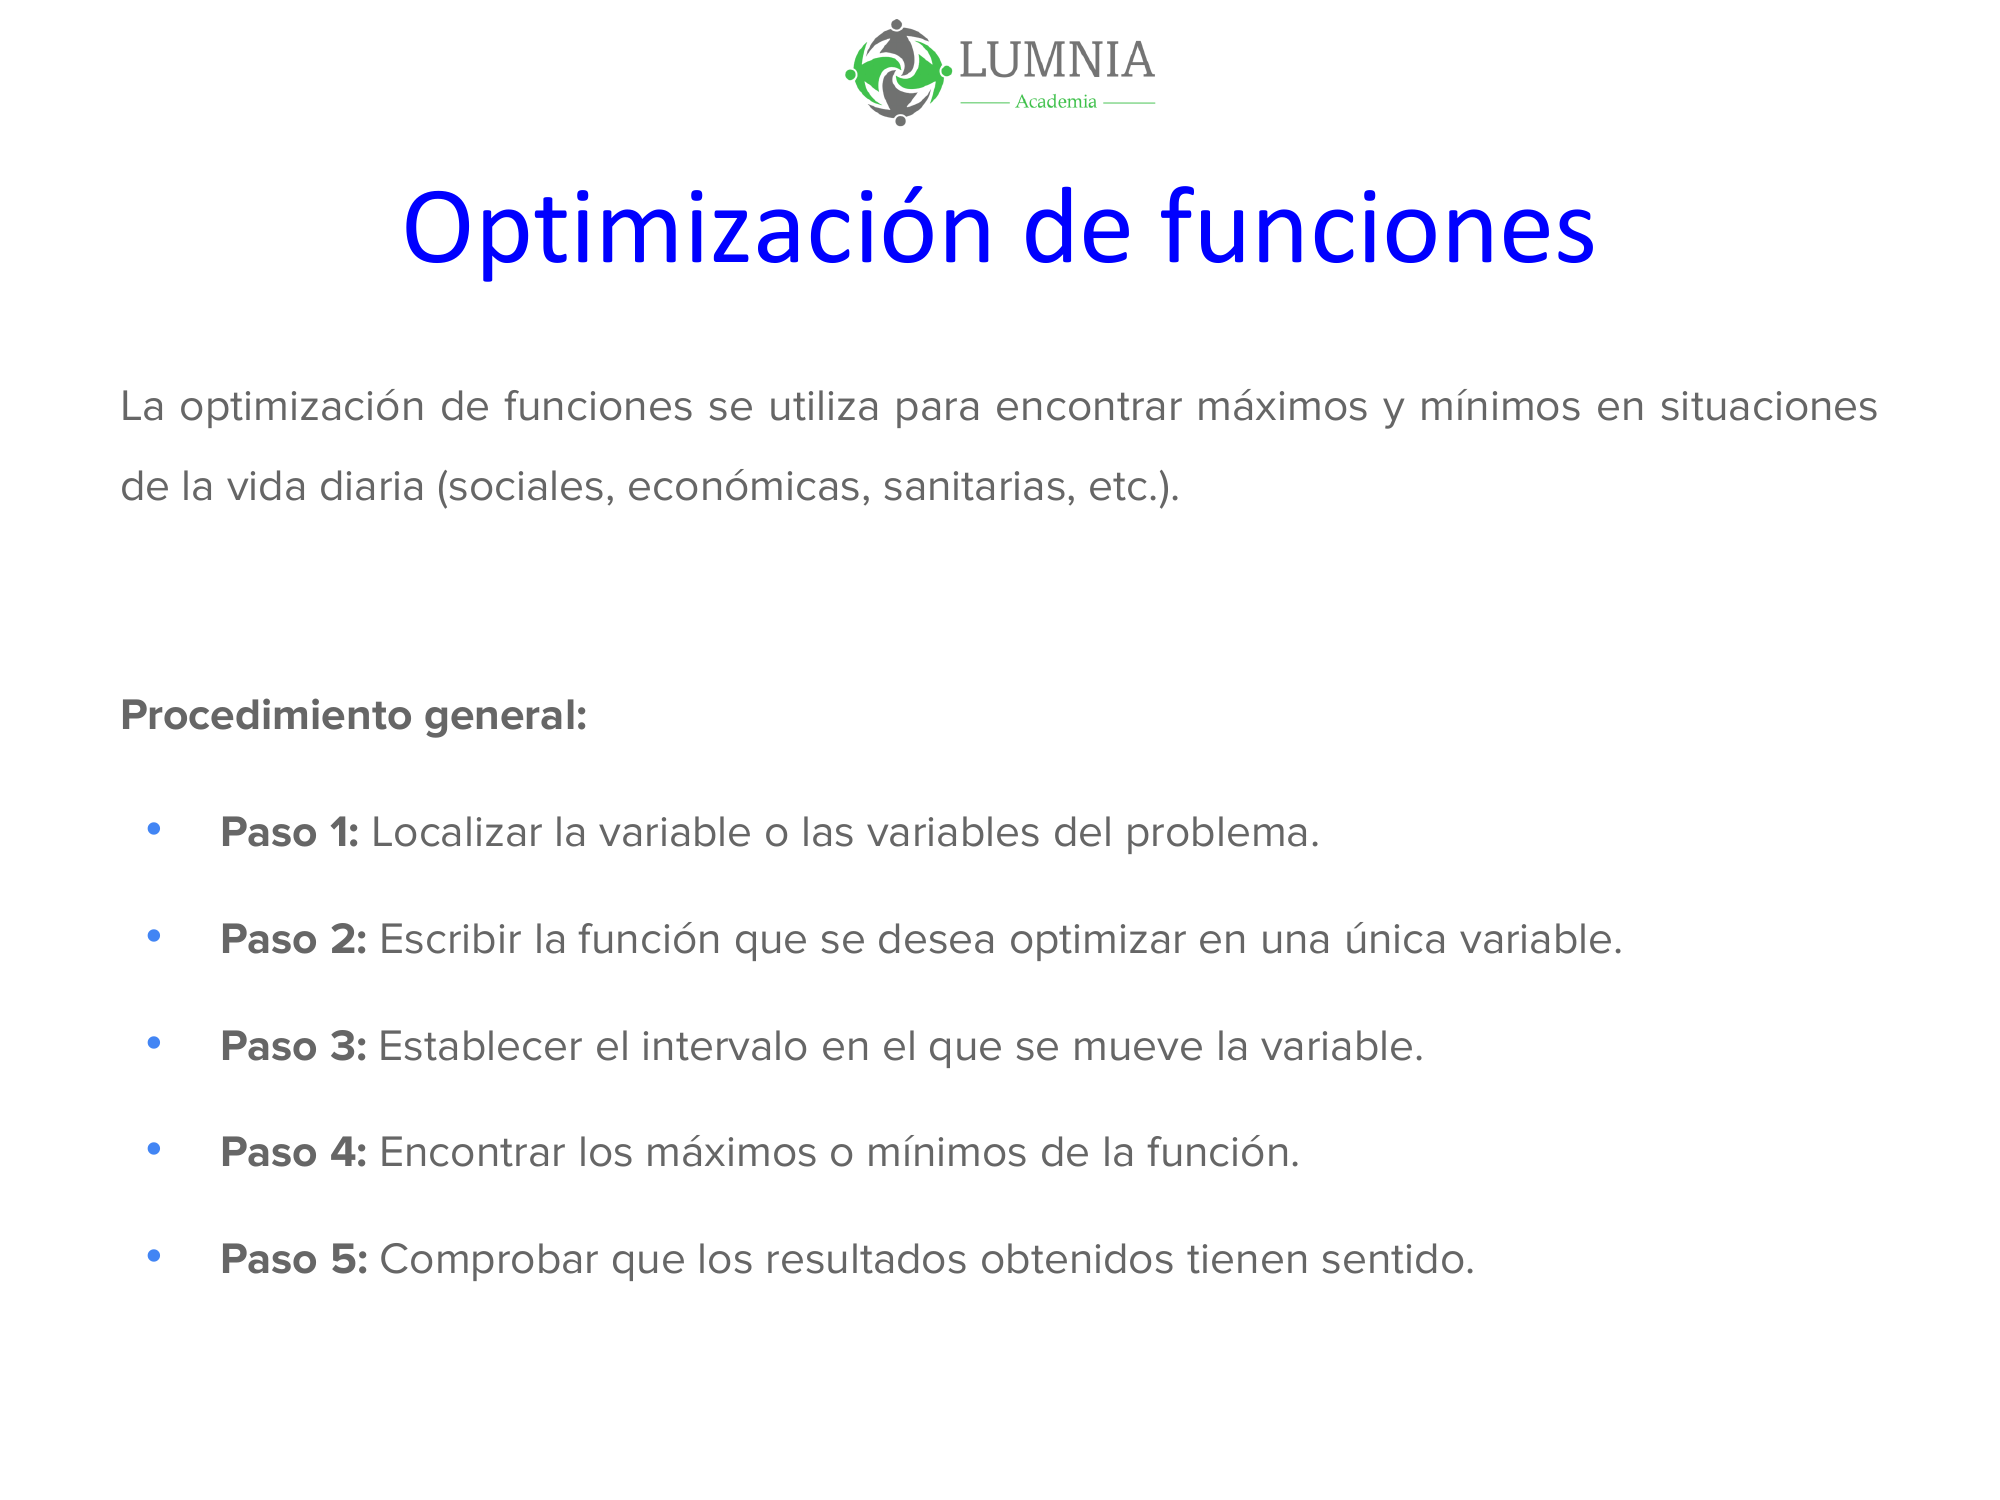 LUMNIA
Academia
Optimización de funciones
La optimización de funciones se utiliza para encontrar máximos y mínimos en situaciones
de la vida diaria (sociales, económicas, sanitarias, etc.).
Procedimiento general:
• Paso 1: Localizar la variable o las variables del problema.
• Paso 2: Escribir la función que se desea optimizar en una única variable.
• Paso 3: Establecer el intervalo en el que se mueve la variable.
• Paso 4: Encontrar los máximos o mínimos de la función.
• Paso 5: Comprobar que los resultados obtenidos tienen sentido.